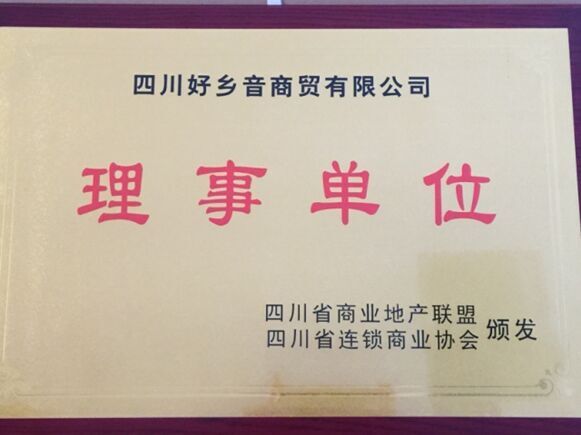 四川好乡音商贸有限公司
理事单位
四川省商业地产联盟
四川省连锁商业协会
颁发